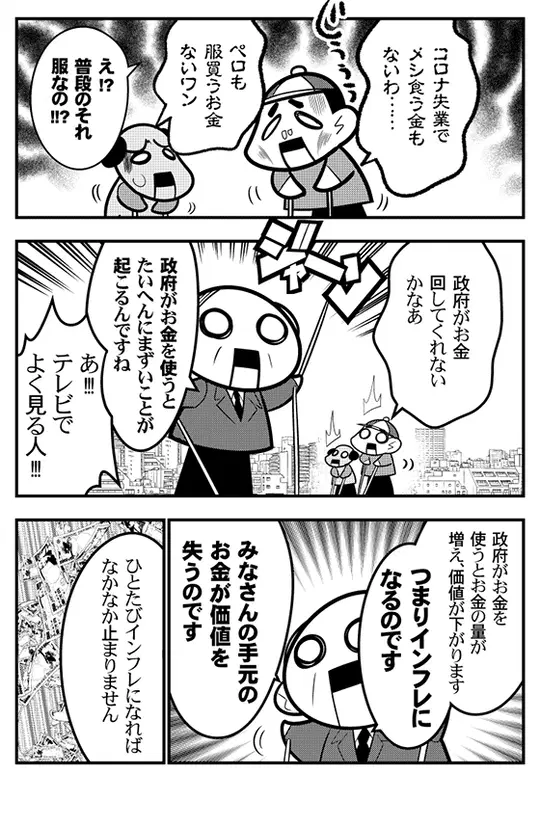 じぃぃぃ
コロナ失業で
メシ食う金も
ないわ……
ペロも
服買うお金
ないワン
え!?
普段のそれ
服なの!!?
政府がお金
回してくれない
かなあ
ジャーン
政府がお金を使うと
たいへんにまずいことが
起こるんですね
あ!!!
テレビで
よく見る人!!!
政府がお金を
使うとお金の量が
増え、価値が下がります
つまりインフレに
なるのです
みなさんの手元の
お金が価値を
失うのです
ひとたびインフレになれば
なかなか止まりません